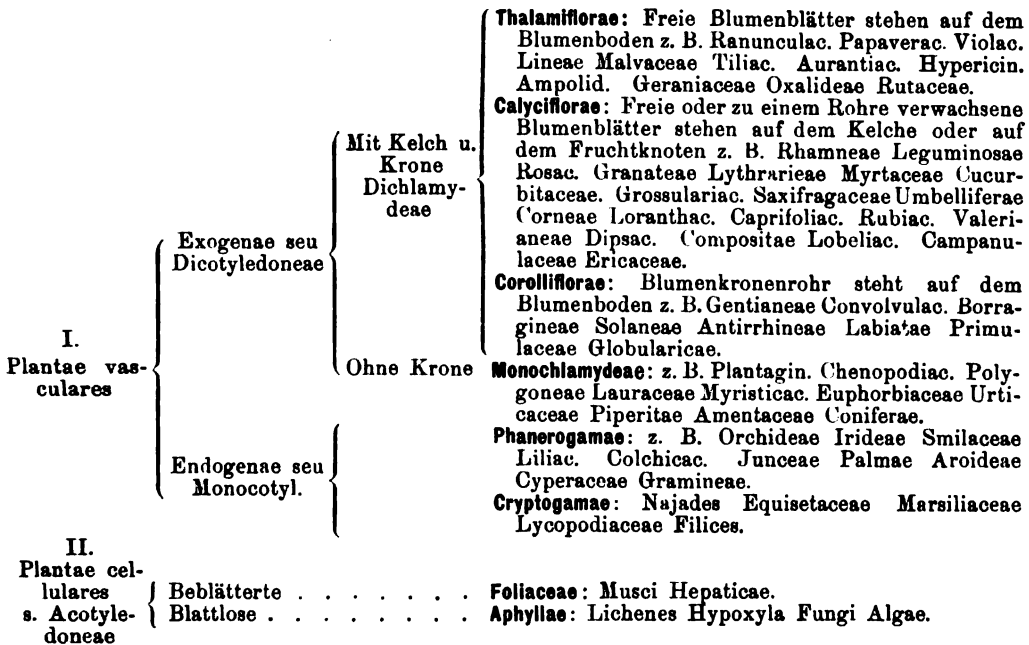 Thalamiflorae: Freie Blumenblätter stehen auf dem
Blumenboden z. B. Ranunculac. Papaverac. Violac.
Lineae Malvaceae Tiliac. Aurantiac. Hypericin.
Ampolid. Geraniaceae Oxalideae Rutaceae.
Mit Kelch u.
Krone
Dichlamy-
deae
Calyciflorae: Freie oder zu einem Rohre verwachsene
Blumenblätter stehen auf dem Kelche oder auf
dem Fruchtknoten z. B. Rhamneae Leguminosae
Rosac. Granateae Lythrarieae Myrtaceae Cucur-
bitaceae. Grossulariac. Saxifragaceae Umbelliferae
Corneae Loranthac. Caprifoliac. Rubiac. Valeri-
aneae Dipsac. Compositae Lobeliac. Campanu-
laceae Ericaceae.
Exogenae seu
Dicotyledoneae
Corolliflorae: Blumenkronenrohr steht auf dem
Blumenboden z. B. Gentianeae Convolvulac. Borra-
gineae Solaneae Antirrhineae Labiatae Primu-
laceae Globularicae.
I.
Plantae vas-
culares
Ohne Krone
Monochlamydeae: z. B. Plantagin. Chenopodiac. Poly-
goneae Lauraceae Myristicac. Euphorbiaceae Urti-
caceae Piperitae Amentaceae Coniferae.
Endogenae seu
Monocotyl.
Phanerogamae: z. B. Orchideae Irideae Smilaceae
Liliac. Colchicac. Junceae Palmae Aroideae
Cyperaceae Gramineae.
Cryptogamae: Najades Equisetaceae Marsiliaceae
Lycopodiaceae Filices.
II.
Plantae cel-
lulares
s. Acotyle-
doneae
Beblätterte . . . . . . . Foliaceae: Musci Hepaticae.
Blattlose . . . . . . . . Aphyllae: Lichenes Hypoxyla Fungi Algae.